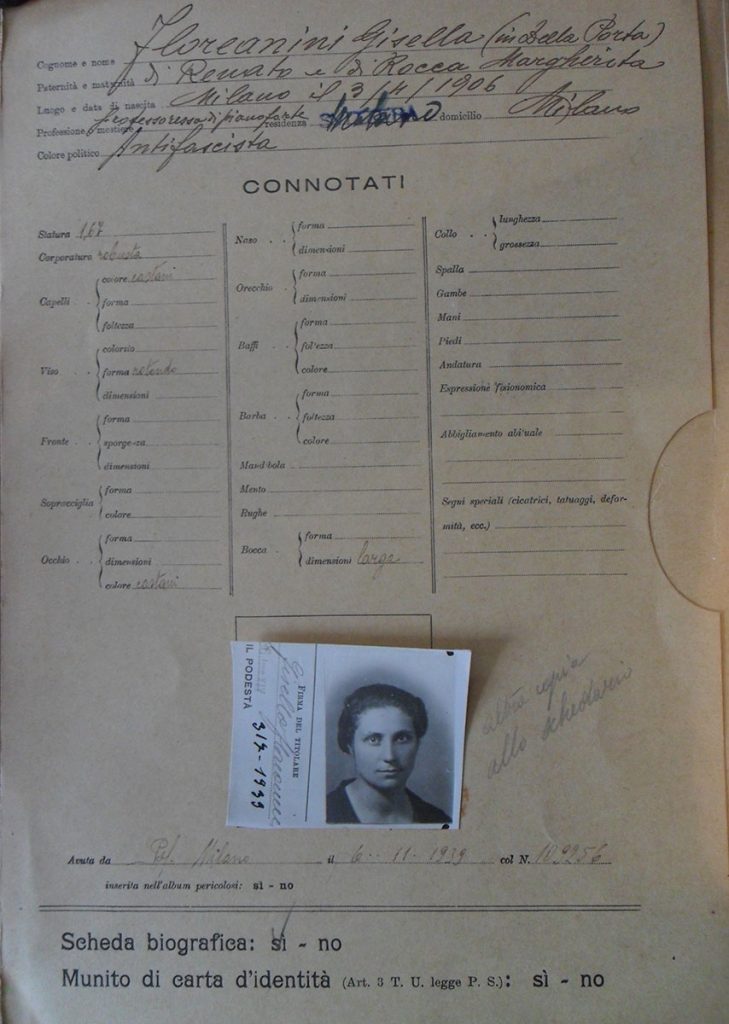 Cognome e nome Floreanini Gisella (in Della Porta)
Paternità e maternità di Renato e di Rocca Margherita
Luogo e data di nascita Milano il 3/4/1906
Professione o mestiere professoressa di pianoforte residenza domicilio Milano
Colore politico Antifascista
CONNOTATI
Statura 1,67
Corporatura robusta
Capelli
colore castani
forma
foltezza
Viso
colorito
forma rotondo
dimensioni
Fronte
forma
sporgenza
dimensioni
Sopracciglia
forma
colore
Occhio
forma
dimensioni
colore castani
Naso
forma
dimensioni
Orecchio
forma
dimensioni
Baffi
forma
foltezza
colore
Barba
forma
foltezza
colore
Mandibola
Mento
Rughe
Bocca
forma
dimensioni larga
Collo
lunghezza
grossezza
Spalla
Gambe
Mani
Piedi
Andatura
Espressione fisionomica
Abbigliamento abituale
Segni speciali (cicatrici, tatuaggi, defor-
mità, ecc.)
FIRMA DEL TITOLARE
IL PODESTÀ
317-1933
altra copia
allo schedario
Avuta da Pref. Milano il 6-11-1939 col N. 109256
inserita nell'album pericolosi: sì - no
Scheda biografica: sì - no
Munito di carta d'identità (Art. 3 T. U. legge P. S.): sì - no